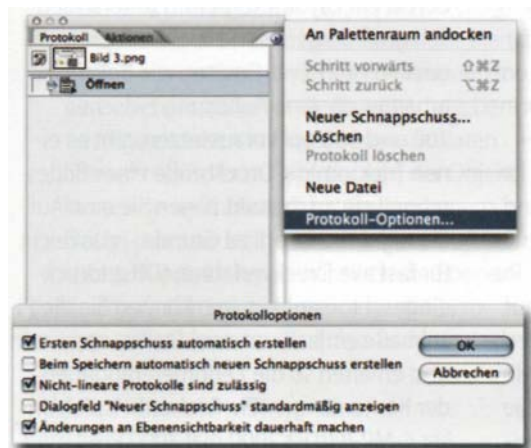 Protokoll
Aktionen
Bild 3.png
Öffnen
An Palettenraum andocken
Schritt vorwärts ⇧⌘Z
Schritt zurück ⌥⌘Z
Neuer Schnappschuss...
Löschen
Protokoll löschen
Neue Datei
Protokoll-Optionen...
Protokolloptionen
Ersten Schnappschuss automatisch erstellen
Beim Speichern automatisch neuen Schnappschuss erstellen
Nicht-lineare Protokolle sind zulässig
Dialogfeld "Neuer Schnappschuss" standardmäßig anzeigen
Änderungen an Ebenensichtbarkeit dauerhaft machen
OK
Abbrechen